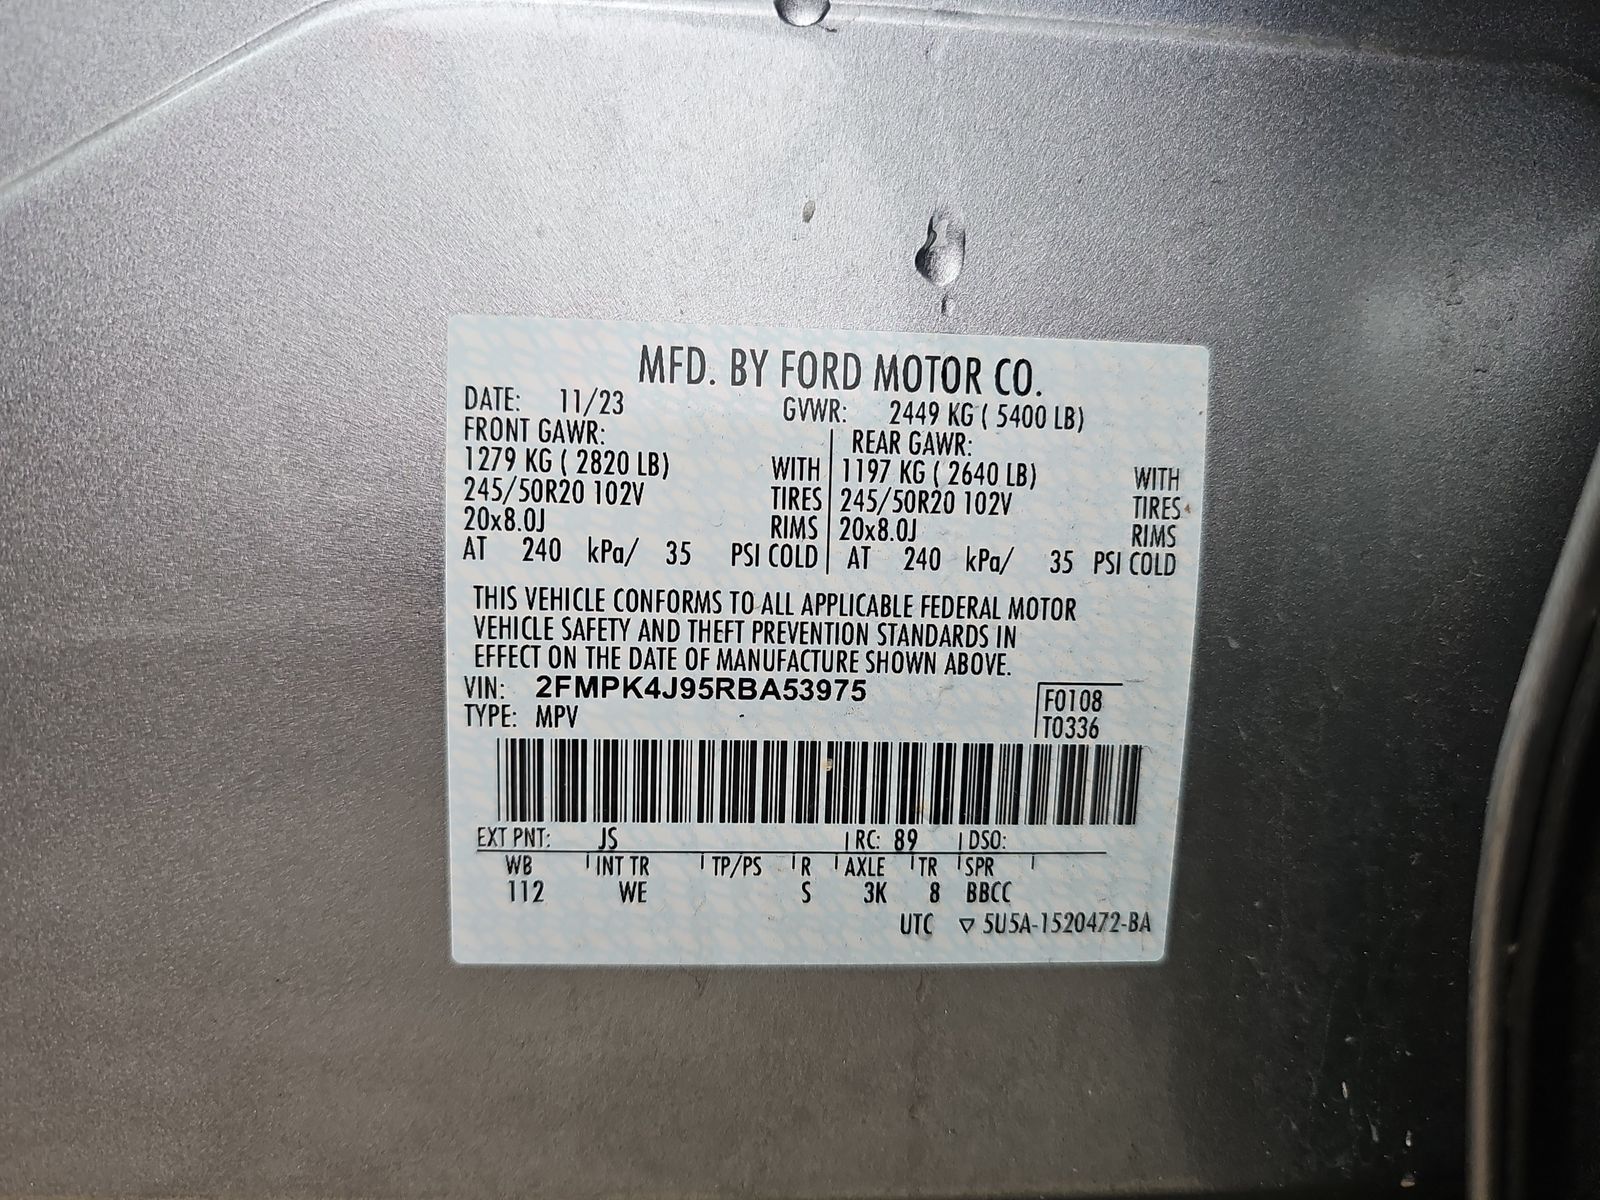 MFD. BY FORD MOTOR CO.
DATE: 11/23 GVWR: 2449 KG ( 5400 LB)
FRONT GAWR: REAR GAWR:
1279 KG ( 2820 LB) WITH 1197 KG ( 2640 LB) WITH
245/50R20 102V TIRES 245/50R20 102V TIRES
20x8.0J RIMS 20x8.0J RIMS
AT 240 kPa/ 35 PSI COLD AT 240 kPa/ 35 PSI COLD
THIS VEHICLE CONFORMS TO ALL APPLICABLE FEDERAL MOTOR
VEHICLE SAFETY AND THEFT PREVENTION STANDARDS IN
EFFECT ON THE DATE OF MANUFACTURE SHOWN ABOVE.
VIN: 2FMPK4J95RBA53975 F0108
TYPE: MPV T0336
EXT PNT: JS RC: 89 DSO:
WB INT TR TP/PS R AXLE TR SPR
112 WE S 3K 8 BBCC
UTC ▽ 5U5A-1520472-BA